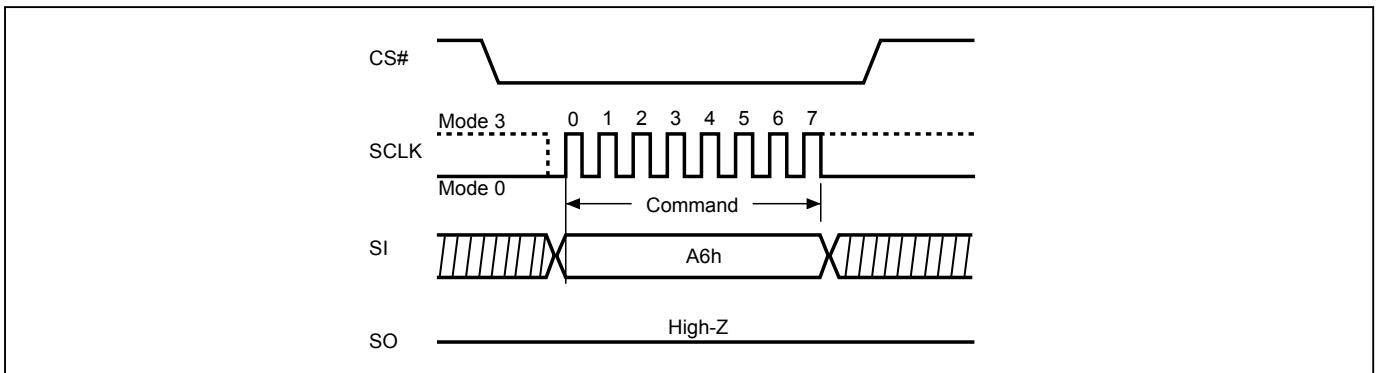 CS#
Mode 3
0 1 2 3 4 5 6 7
SCLK
Mode 0
Command
SI
A6h
High-Z
SO